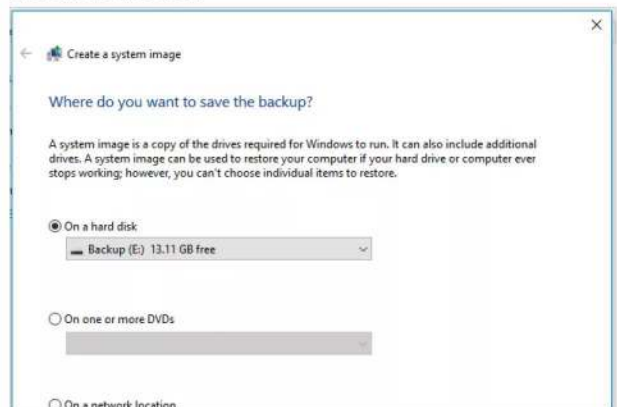 Create a system image
Where do you want to save the backup?
A system image is a copy of the drives required for Windows to run. It can also include additional
drives. A system image can be used to restore your computer if your hard drive or computer ever
stops working; however, you can't choose individual items to restore.
On a hard disk
Backup (E:) 13.11 GB free
On one or more DVDs
On a network location